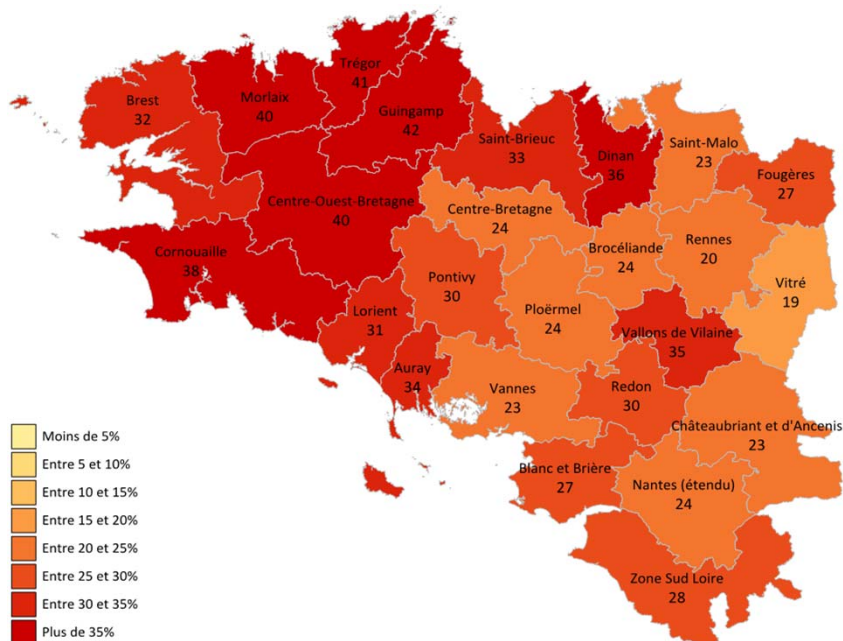 Trégor
41
Brest
32
Morlaix
40
Guingamp
42
Saint-Brieuc
33
Dinan
36
Saint-Malo
23
Fougères
27
Centre-Ouest-Bretagne
40
Centre-Bretagne
24
Brocéliande
24
Rennes
20
Vitré
19
Cornouaille
38
Pontivy
30
Lorient
31
Ploërmel
24
Vallons de Vilaine
35
Auray
34
Vannes
23
Redon
30
Châteaubriant et d'Ancenis
23
Blanc et Brière
27
Nantes (étendu)
24
Zone Sud Loire
28
Moins de 5%
Entre 5 et 10%
Entre 10 et 15%
Entre 15 et 20%
Entre 20 et 25%
Entre 25 et 30%
Entre 30 et 35%
Plus de 35%